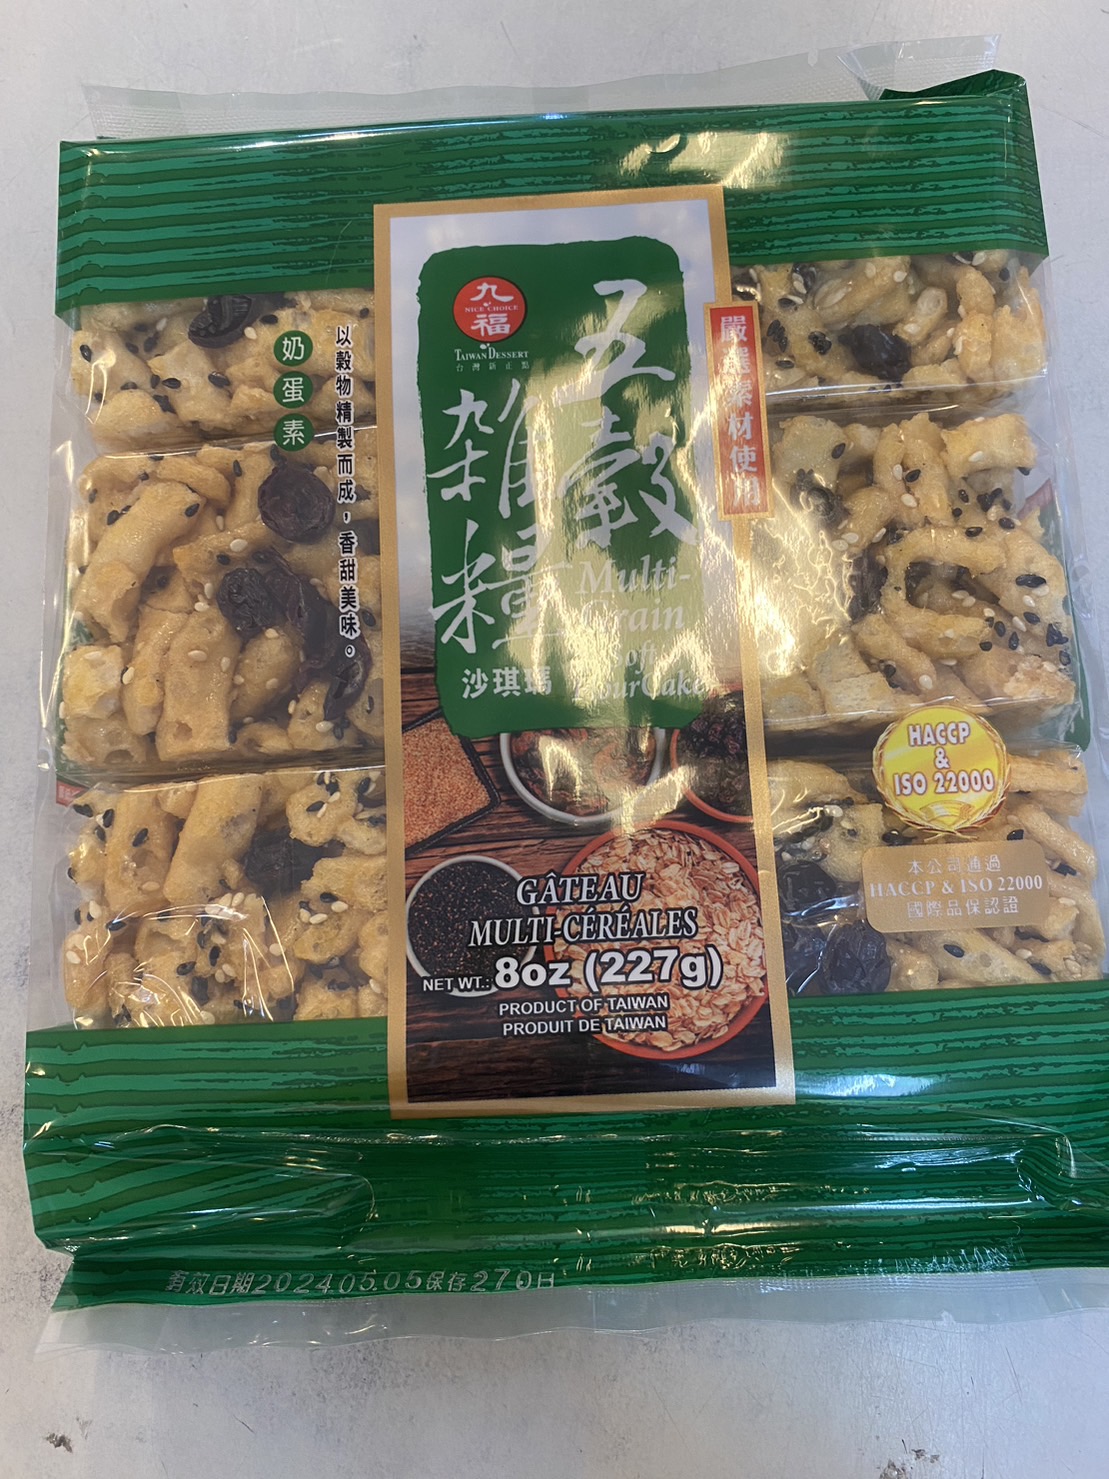 九
NICE CHOICE
福
TAIWAN DESSERT
台灣新正點
五穀
雜糧
沙琪瑪
Multi-
Grain
Soft
Flour Cake
嚴選素材使用
奶蛋素
以穀物精製而成，香甜美味。
HACCP
&
ISO 22000
本公司通過
HACCP & ISO 22000
國際品保認證
GÂTEAU
MULTI-CÉRÉALES
NET WT.: 8oz (227g)
PRODUCT OF TAIWAN
PRODUIT DE TAIWAN
有效日期2024.05.05保存270日